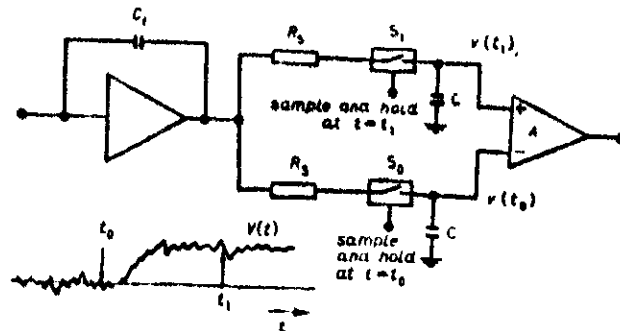 C_f
R_s
S_1
v(t_1)
sample and hold
at t = t_1
C
+
A
−
R_s
S_0
v(t_0)
sample
and hold
at t = t_0
C
t_0
V(t)
t_1
t